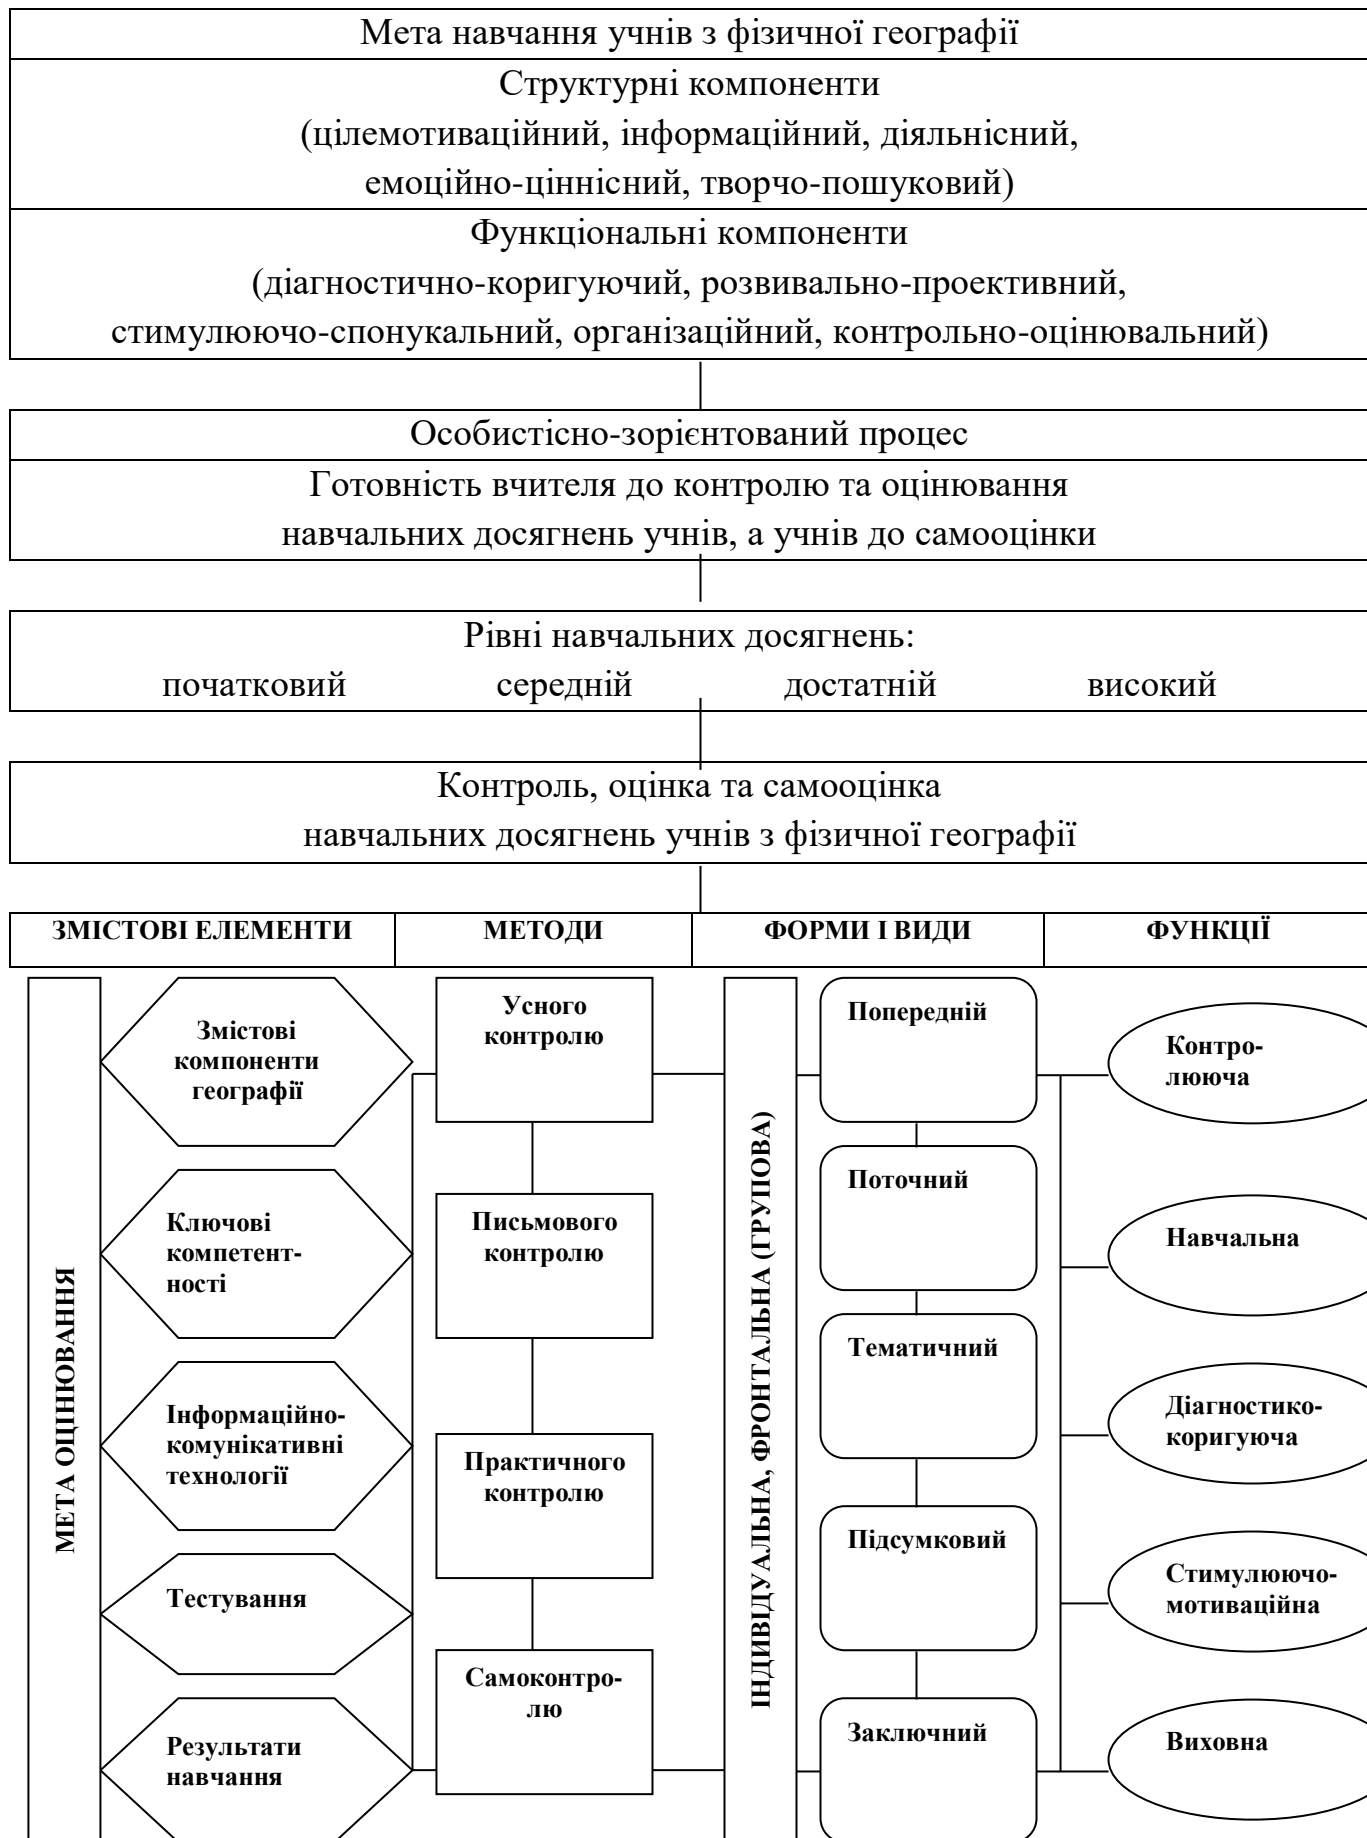 Мета навчання учнів з фізичної географії
Структурні компоненти
(цілемотиваційний, інформаційний, діяльнісний,
емоційно-ціннісний, творчо-пошуковий)
Функціональні компоненти
(діагностично-коригуючий, розвивально-проективний,
стимулюючо-спонукальний, організаційний, контрольно-оцінювальний)
Особистісно-зорієнтований процес
Готовність вчителя до контролю та оцінювання
навчальних досягнень учнів, а учнів до самооцінки
Рівні навчальних досягнень:
початковий середній достатній високий
Контроль, оцінка та самооцінка
навчальних досягнень учнів з фізичної географії
ЗМІСТОВІ ЕЛЕМЕНТИ МЕТОДИ ФОРМИ І ВИДИ ФУНКЦІЇ
МЕТА ОЦІНЮВАННЯ
Змістові
компоненти
географії
Ключові
компетент-
ності
Інформаційно-
комунікативні
технології
Тестування
Результати
навчання
Усного
контролю
Письмового
контролю
Практичного
контролю
Самоконтро-
лю
ІНДИВІДУАЛЬНА, ФРОНТАЛЬНА (ГРУПОВА)
Попередній
Поточний
Тематичний
Підсумковий
Заключний
Контро-
лююча
Навчальна
Діагностико-
коригуюча
Стимулюючо-
мотиваційна
Виховна